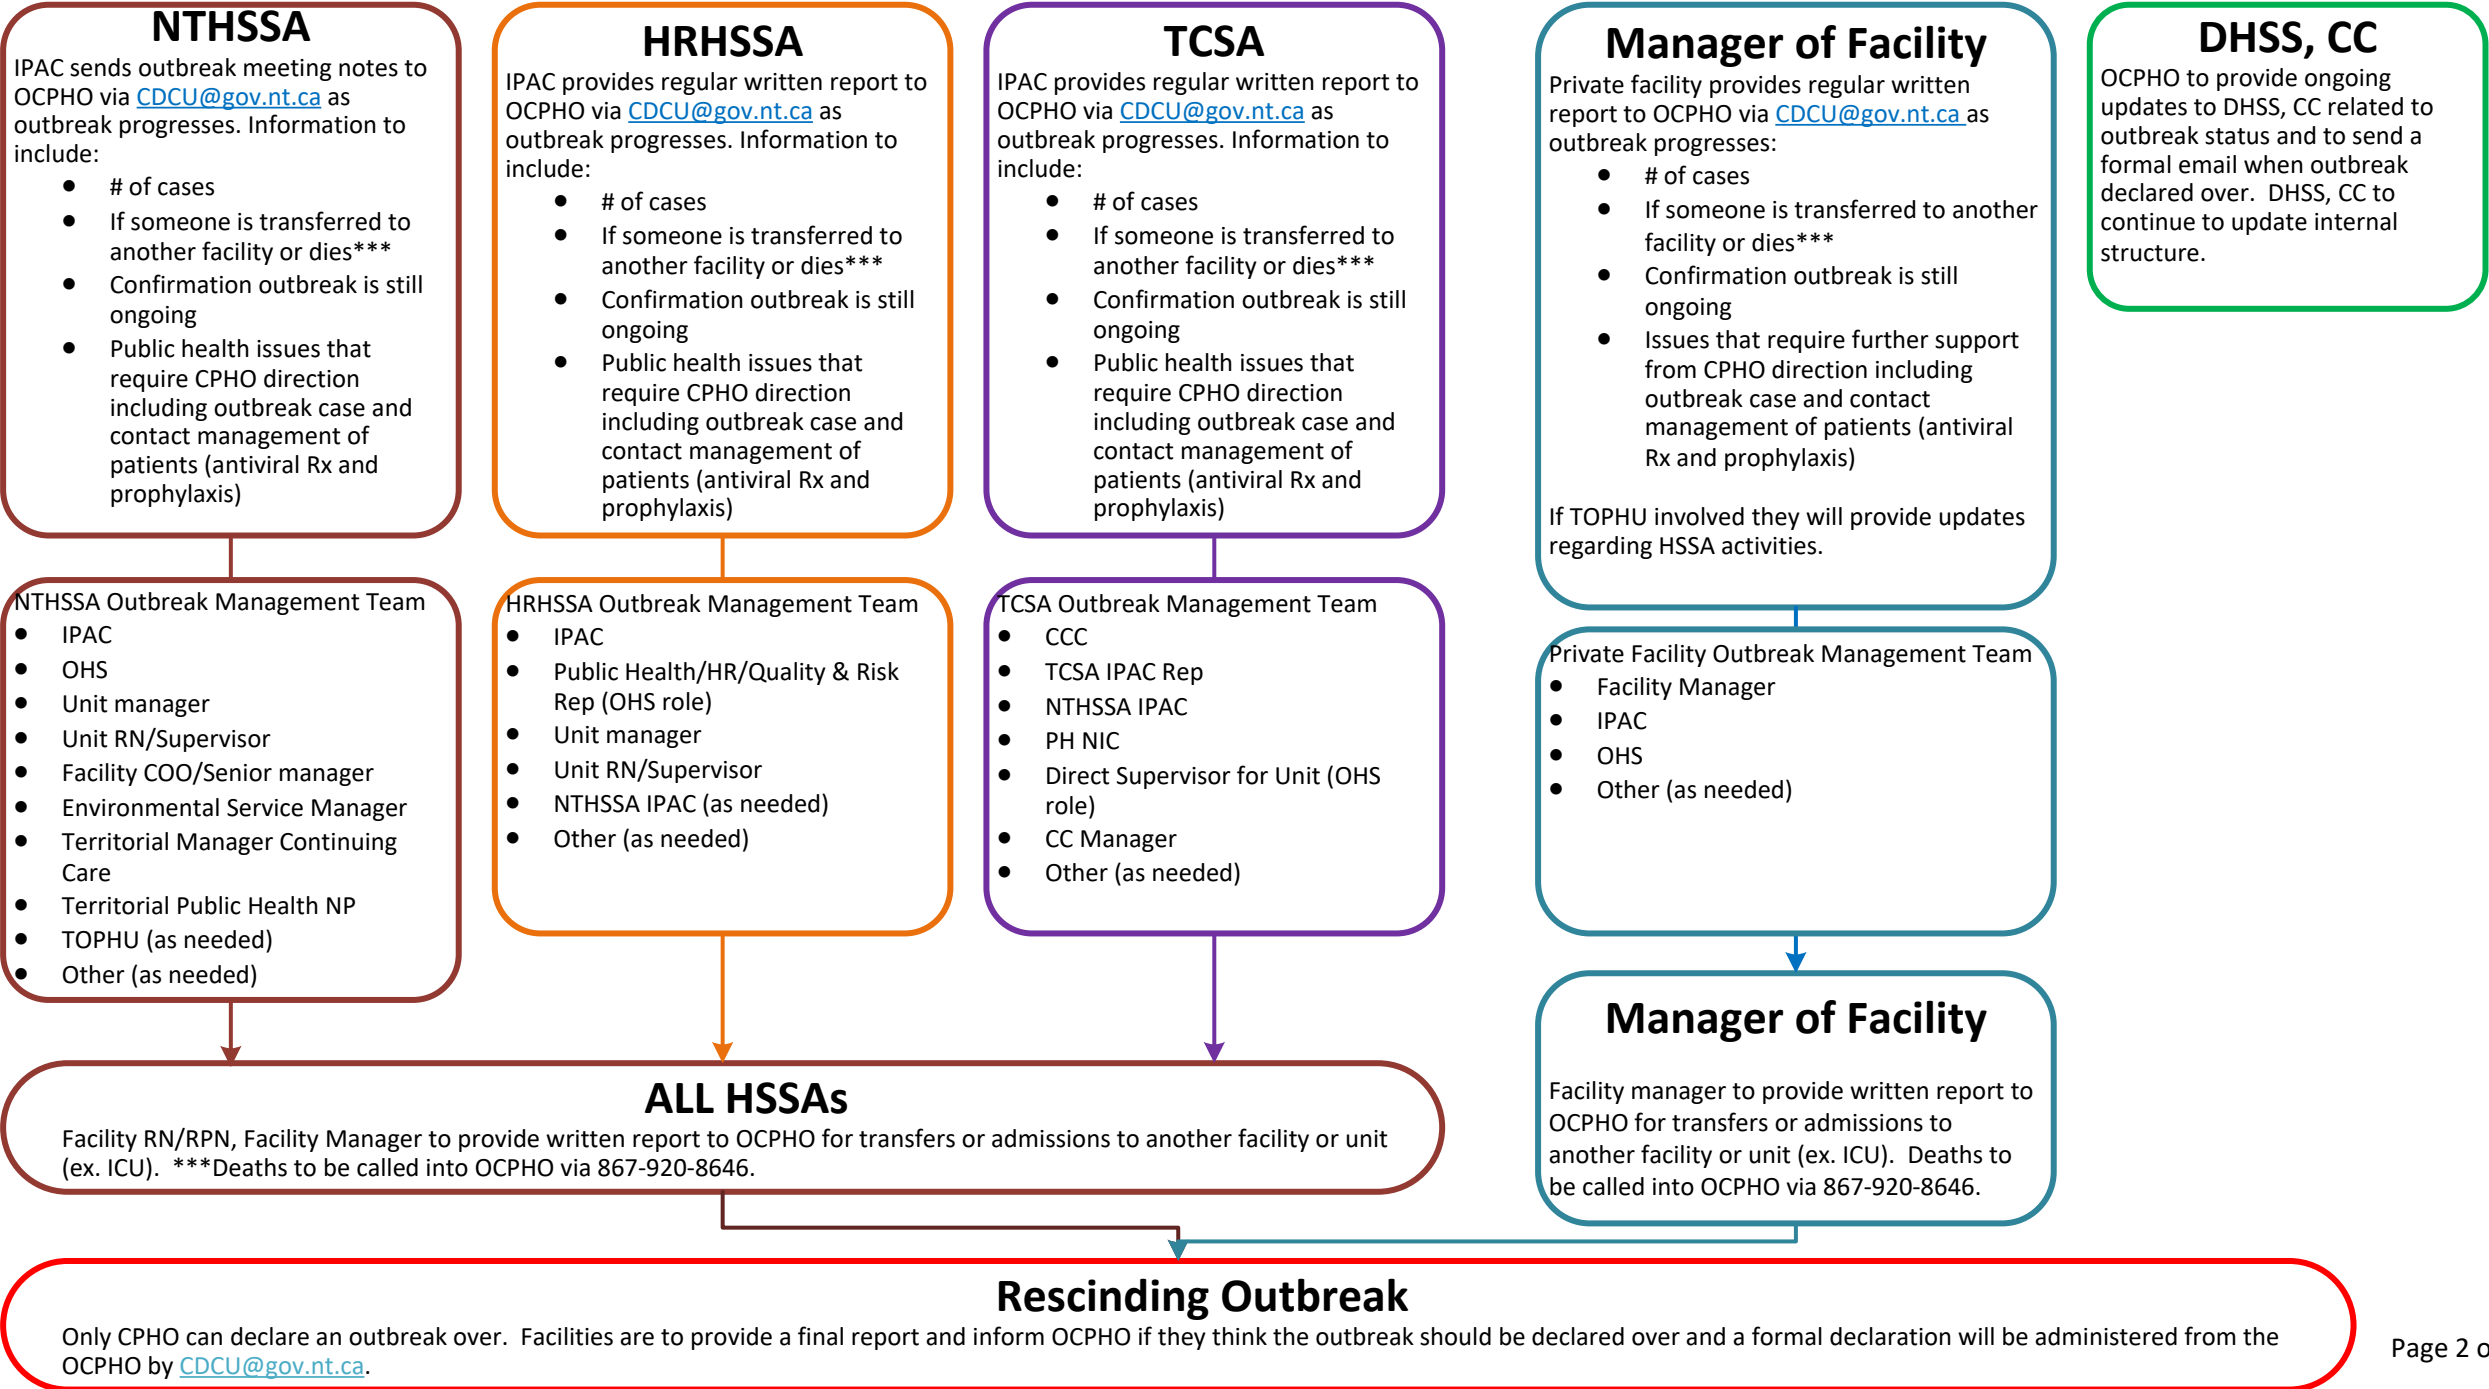 NTHSSA
IPAC sends outbreak meeting notes to
OCPHO via CDCU@gov.nt.ca as
outbreak progresses. Information to
include:
● # of cases
● If someone is transferred to
another facility or dies***
● Confirmation outbreak is still
ongoing
● Public health issues that
require CPHO direction
including outbreak case and
contact management of
patients (antiviral Rx and
prophylaxis)
HRHSSA
IPAC provides regular written report to
OCPHO via CDCU@gov.nt.ca as
outbreak progresses. Information to
include:
● # of cases
● If someone is transferred to
another facility or dies***
● Confirmation outbreak is still
ongoing
● Public health issues that
require CPHO direction
including outbreak case and
contact management of
patients (antiviral Rx and
prophylaxis)
TCSA
IPAC provides regular written report to
OCPHO via CDCU@gov.nt.ca as
outbreak progresses. Information to
include:
● # of cases
● If someone is transferred to
another facility or dies***
● Confirmation outbreak is still
ongoing
● Public health issues that
require CPHO direction
including outbreak case and
contact management of
patients (antiviral Rx and
prophylaxis)
Manager of Facility
Private facility provides regular written
report to OCPHO via CDCU@gov.nt.ca as
outbreak progresses:
● # of cases
● If someone is transferred to another
facility or dies***
● Confirmation outbreak is still
ongoing
● Issues that require further support
from CPHO direction including
outbreak case and contact
management of patients (antiviral
Rx and prophylaxis)
If TOPHU involved they will provide updates
regarding HSSA activities.
DHSS, CC
OCPHO to provide ongoing
updates to DHSS, CC related to
outbreak status and to send a
formal email when outbreak
declared over. DHSS, CC to
continue to update internal
structure.
NTHSSA Outbreak Management Team
● IPAC
● OHS
● Unit manager
● Unit RN/Supervisor
● Facility COO/Senior manager
● Environmental Service Manager
● Territorial Manager Continuing
Care
● Territorial Public Health NP
● TOPHU (as needed)
● Other (as needed)
HRHSSA Outbreak Management Team
● IPAC
● Public Health/HR/Quality & Risk
Rep (OHS role)
● Unit manager
● Unit RN/Supervisor
● NTHSSA IPAC (as needed)
● Other (as needed)
TCSA Outbreak Management Team
● CCC
● TCSA IPAC Rep
● NTHSSA IPAC
● PH NIC
● Direct Supervisor for Unit (OHS
role)
● CC Manager
● Other (as needed)
Private Facility Outbreak Management Team
● Facility Manager
● IPAC
● OHS
● Other (as needed)
ALL HSSAs
Facility RN/RPN, Facility Manager to provide written report to OCPHO for transfers or admissions to another facility or unit
(ex. ICU). ***Deaths to be called into OCPHO via 867-920-8646.
Manager of Facility
Facility manager to provide written report to
OCPHO for transfers or admissions to
another facility or unit (ex. ICU). Deaths to
be called into OCPHO via 867-920-8646.
Rescinding Outbreak
Only CPHO can declare an outbreak over. Facilities are to provide a final report and inform OCPHO if they think the outbreak should be declared over and a formal declaration will be administered from the
OCPHO by CDCU@gov.nt.ca.
Page 2 o